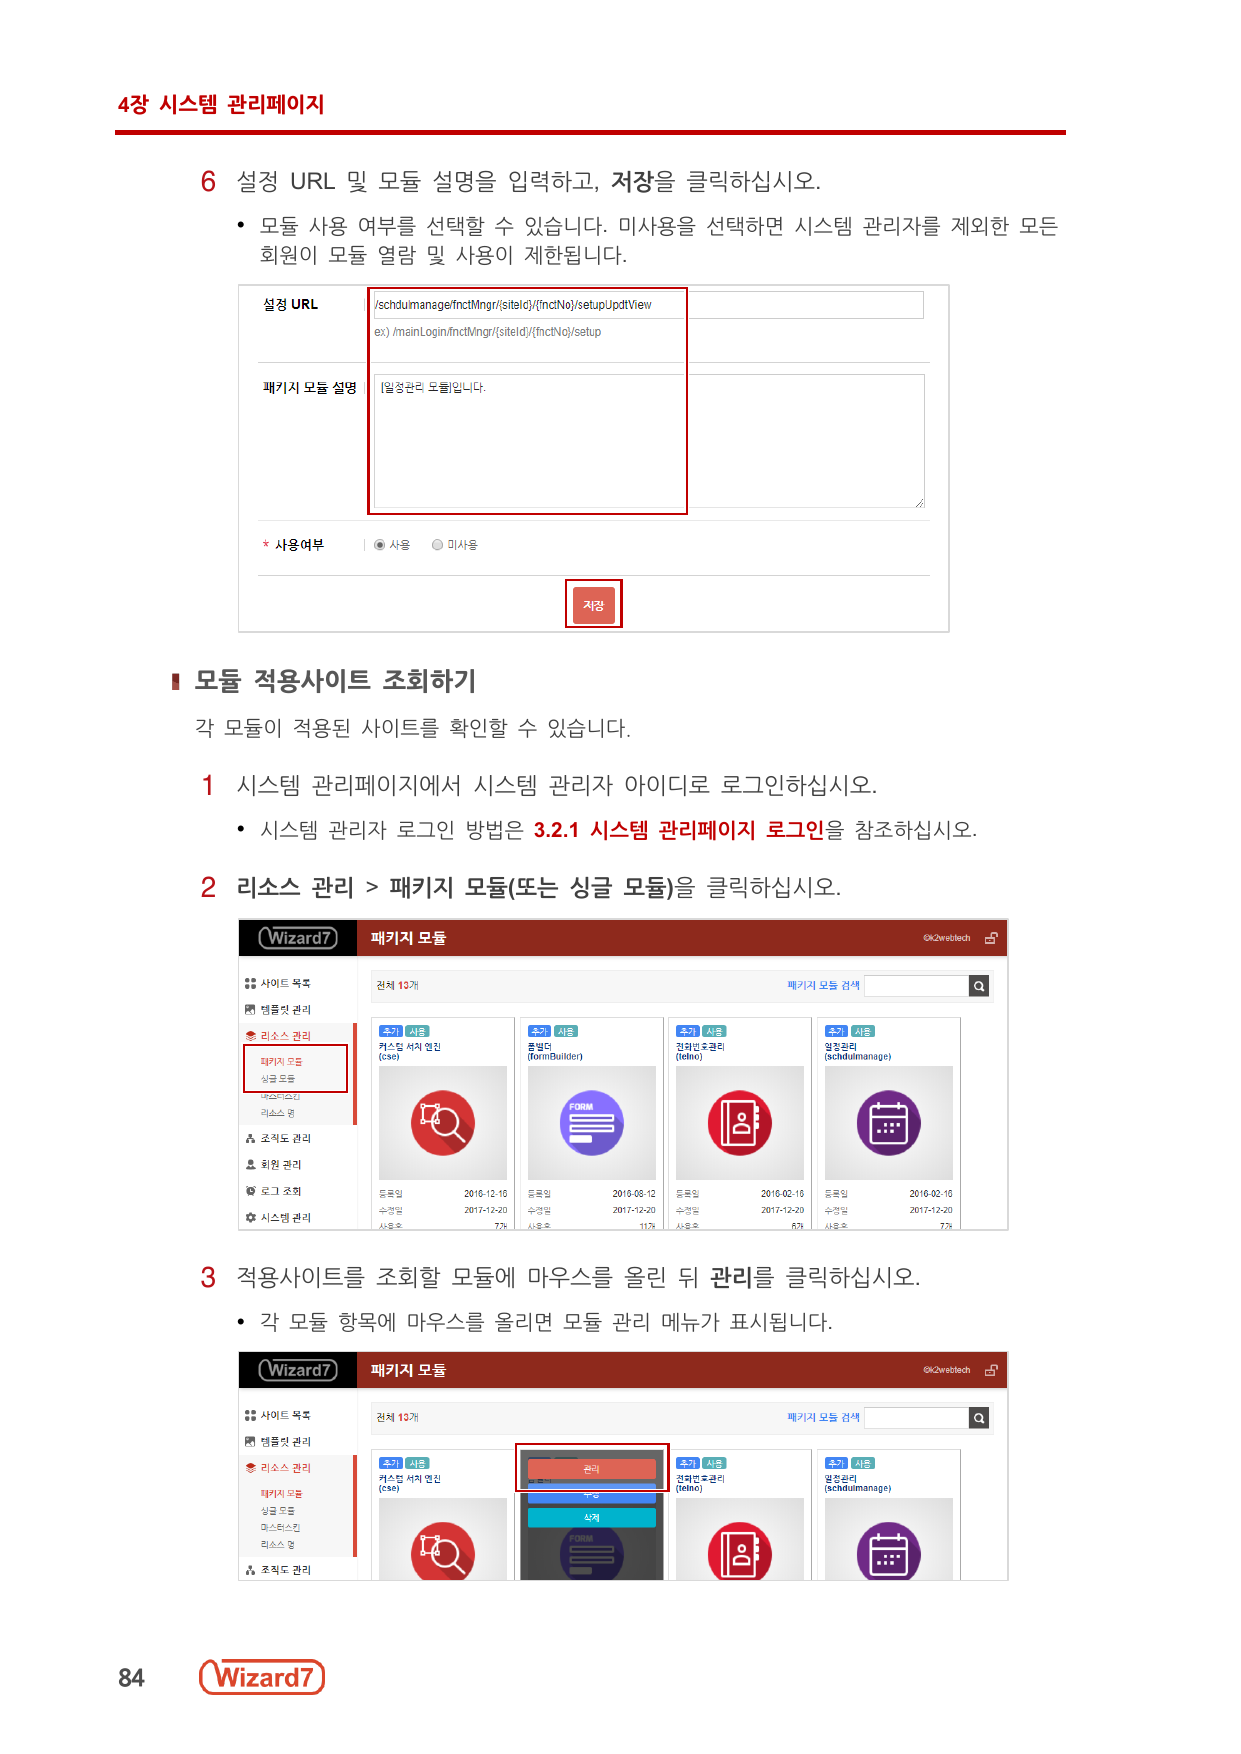 4장 시스템 관리페이지
6 설정 URL 및 모듈 설명을 입력하고, 저장을 클릭하십시오.
• 모듈 사용 여부를 선택할 수 있습니다. 미사용을 선택하면 시스템 관리자를 제외한 모든
회원이 모듈 열람 및 사용이 제한됩니다.
설정 URL
/schdulmanage/fnctMngr/{siteId}/{fnctNo}/setupUpdtView
ex) /mainLogin/fnctMngr/{siteId}/{fnctNo}/setup
패키지 모듈 설명
[일정관리 모듈]입니다.
* 사용여부 사용 미사용
저장
모듈 적용사이트 조회하기
각 모듈이 적용된 사이트를 확인할 수 있습니다.
1 시스템 관리페이지에서 시스템 관리자 아이디로 로그인하십시오.
• 시스템 관리자 로그인 방법은 3.2.1 시스템 관리페이지 로그인을 참조하십시오.
2 리소스 관리 > 패키지 모듈(또는 싱글 모듈)을 클릭하십시오.
Wizard7 패키지 모듈 @k2webtech
사이트 목록
템플릿 관리
리소스 관리
패키지 모듈
싱글 모듈
마스터스킨
리소스 명
조직도 관리
회원 관리
로그 조회
시스템 관리
전체 13개 패키지 모듈 검색
추가 사용 추가 사용 추가 사용 추가 사용
커스텀 서치 엔진 폼빌더 전화번호관리 일정관리
(cse) (formBuilder) (telno) (schdulmanage)
FORM
등록일 2016-12-16 등록일 2016-08-12 등록일 2016-02-16 등록일 2016-02-16
수정일 2017-12-20 수정일 2017-12-20 수정일 2017-12-20 수정일 2017-12-20
사용호 7개 사용호 11개 사용호 6개 사용호 7개
3 적용사이트를 조회할 모듈에 마우스를 올린 뒤 관리를 클릭하십시오.
• 각 모듈 항목에 마우스를 올리면 모듈 관리 메뉴가 표시됩니다.
Wizard7 패키지 모듈 @k2webtech
사이트 목록
템플릿 관리
리소스 관리
패키지 모듈
싱글 모듈
마스터스킨
리소스 명
조직도 관리
전체 13개 패키지 모듈 검색
추가 사용 관리 추가 사용 추가 사용
커스텀 서치 엔진 수정 전화번호관리 일정관리
(cse) (telno) (schdulmanage)
삭제
FORM
84 Wizard7